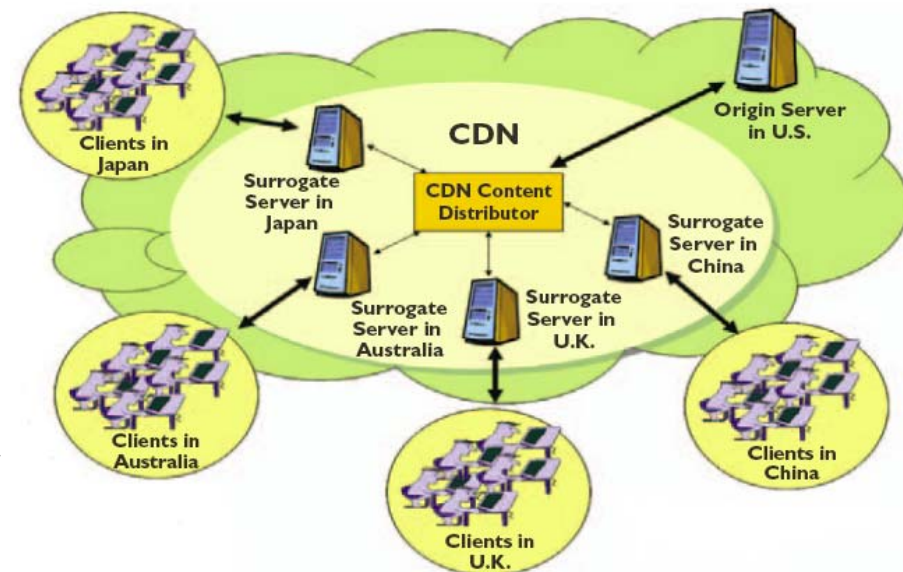 Clients in
Japan
Surrogate
Server in
Japan
CDN
Origin Server
in U.S.
CDN Content
Distributor
Surrogate
Server in
China
Surrogate
Server in
Australia
Surrogate
Server in
U.K.
Clients in
Australia
Clients in
U.K.
Clients in
China